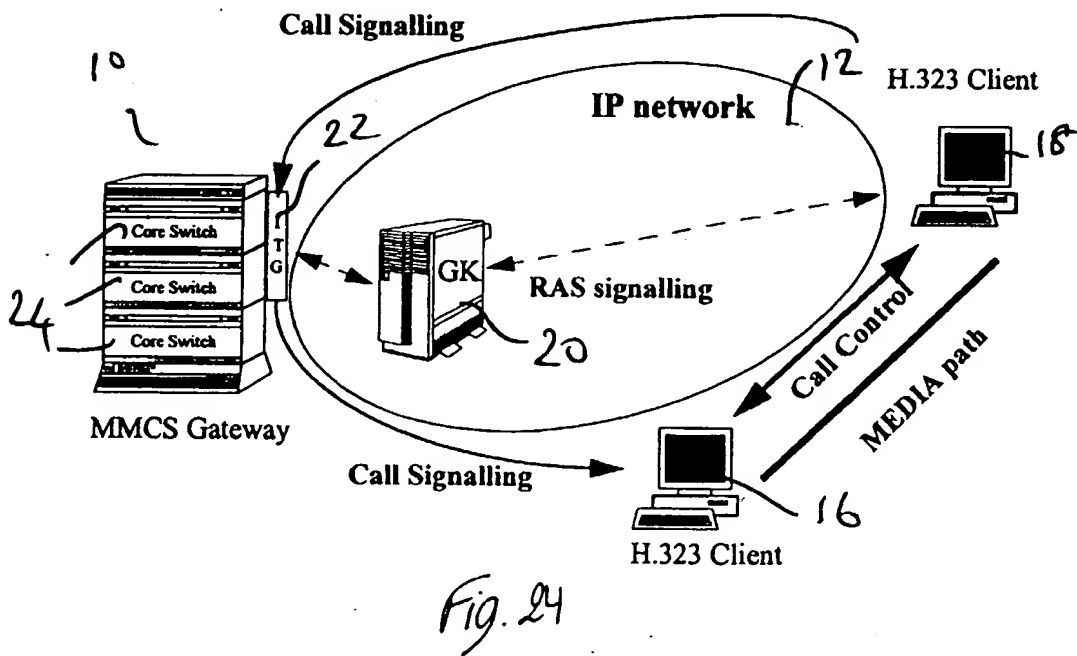 Call Signalling
10
12
H.323 Client
IP network
22
18
Core Switch
ITG
GK
RAS signalling
Core Switch
24
20
Core Switch
Call Control
MEDIA path
MMCS Gateway
Call Signalling
16
H.323 Client
Fig. 24